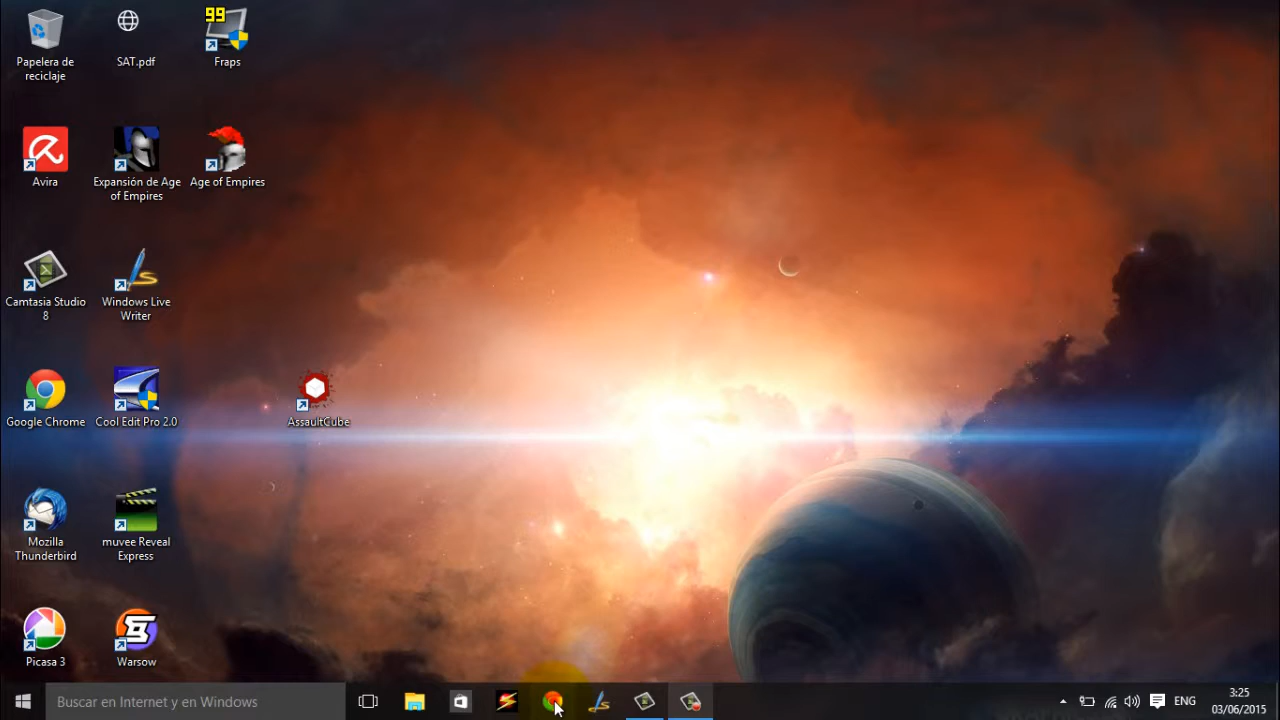 Papelera de
reciclaje
SAT.pdf
99
Fraps
Avira
Expansión de Age
of Empires
Age of Empires
Camtasia Studio
8
Windows Live
Writer
Google Chrome
Cool Edit Pro 2.0
AssaultCube
Mozilla
Thunderbird
muvee Reveal
Express
Picasa 3
Warsow
Buscar en Internet y en Windows
ENG
3:25
03/06/2015